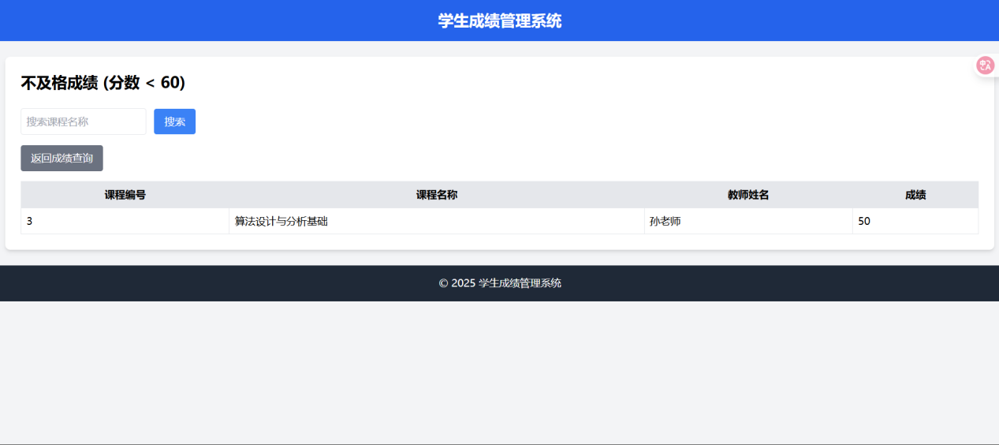 学生成绩管理系统
不及格成绩 (分数 < 60)
搜索课程名称 搜索
返回成绩查询
课程编号 课程名称 教师姓名 成绩
3 算法设计与分析基础 孙老师 50
© 2025 学生成绩管理系统